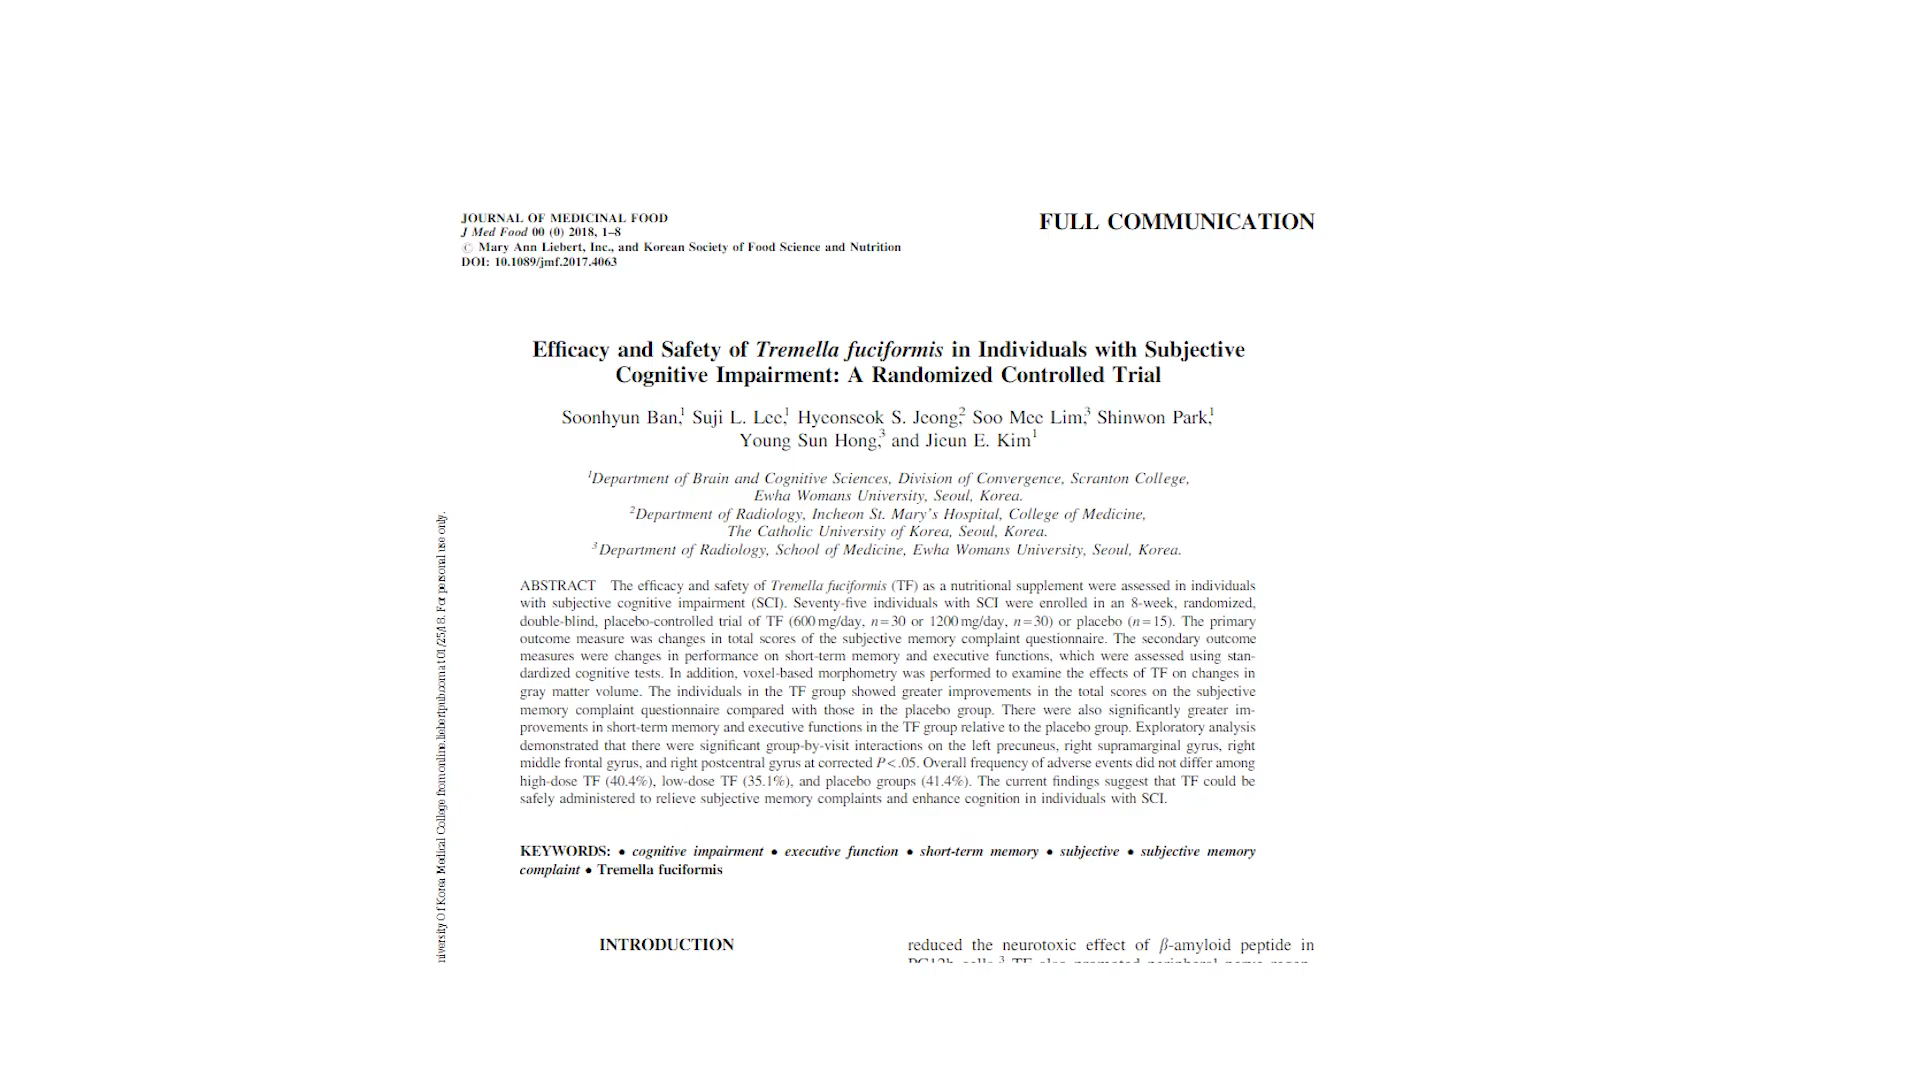 JOURNAL OF MEDICINAL FOOD
J Med Food 00 (0) 2018, 1–8
© Mary Ann Liebert, Inc., and Korean Society of Food Science and Nutrition
DOI: 10.1089/jmf.2017.4063
FULL COMMUNICATION
Efficacy and Safety of Tremella fuciformis in Individuals with Subjective
Cognitive Impairment: A Randomized Controlled Trial
Soonhyun Ban,1 Suji L. Lee,1 Hyeonseok S. Jeong,2 Soo Mee Lim,3 Shinwon Park,1
Young Sun Hong,3 and Jieun E. Kim1
1Department of Brain and Cognitive Sciences, Division of Convergence, Scranton College,
Ewha Womans University, Seoul, Korea.
2Department of Radiology, Incheon St. Mary's Hospital, College of Medicine,
The Catholic University of Korea, Seoul, Korea.
3Department of Radiology, School of Medicine, Ewha Womans University, Seoul, Korea.
ABSTRACT The efficacy and safety of Tremella fuciformis (TF) as a nutritional supplement were assessed in individuals
with subjective cognitive impairment (SCI). Seventy-five individuals with SCI were enrolled in an 8-week, randomized,
double-blind, placebo-controlled trial of TF (600 mg/day, n=30 or 1200 mg/day, n=30) or placebo (n=15). The primary
outcome measure was changes in total scores of the subjective memory complaint questionnaire. The secondary outcome
measures were changes in performance on short-term memory and executive functions, which were assessed using stan-
dardized cognitive tests. In addition, voxel-based morphometry was performed to examine the effects of TF on changes in
gray matter volume. The individuals in the TF group showed greater improvements in the total scores on the subjective
memory complaint questionnaire compared with those in the placebo group. There were also significantly greater im-
provements in short-term memory and executive functions in the TF group relative to the placebo group. Exploratory analysis
demonstrated that there were significant group-by-visit interactions on the left precuneus, right supramarginal gyrus, right
middle frontal gyrus, and right postcentral gyrus at corrected P<.05. Overall frequency of adverse events did not differ among
high-dose TF (40.4%), low-dose TF (35.1%), and placebo groups (41.4%). The current findings suggest that TF could be
safely administered to relieve subjective memory complaints and enhance cognition in individuals with SCI.
KEYWORDS: • cognitive impairment • executive function • short-term memory • subjective • subjective memory
complaint • Tremella fuciformis
INTRODUCTION
reduced the neurotoxic effect of β-amyloid peptide in
niversity Of Korea Medical College from online.liebertpub.com at 01/25/18. For personal use only.